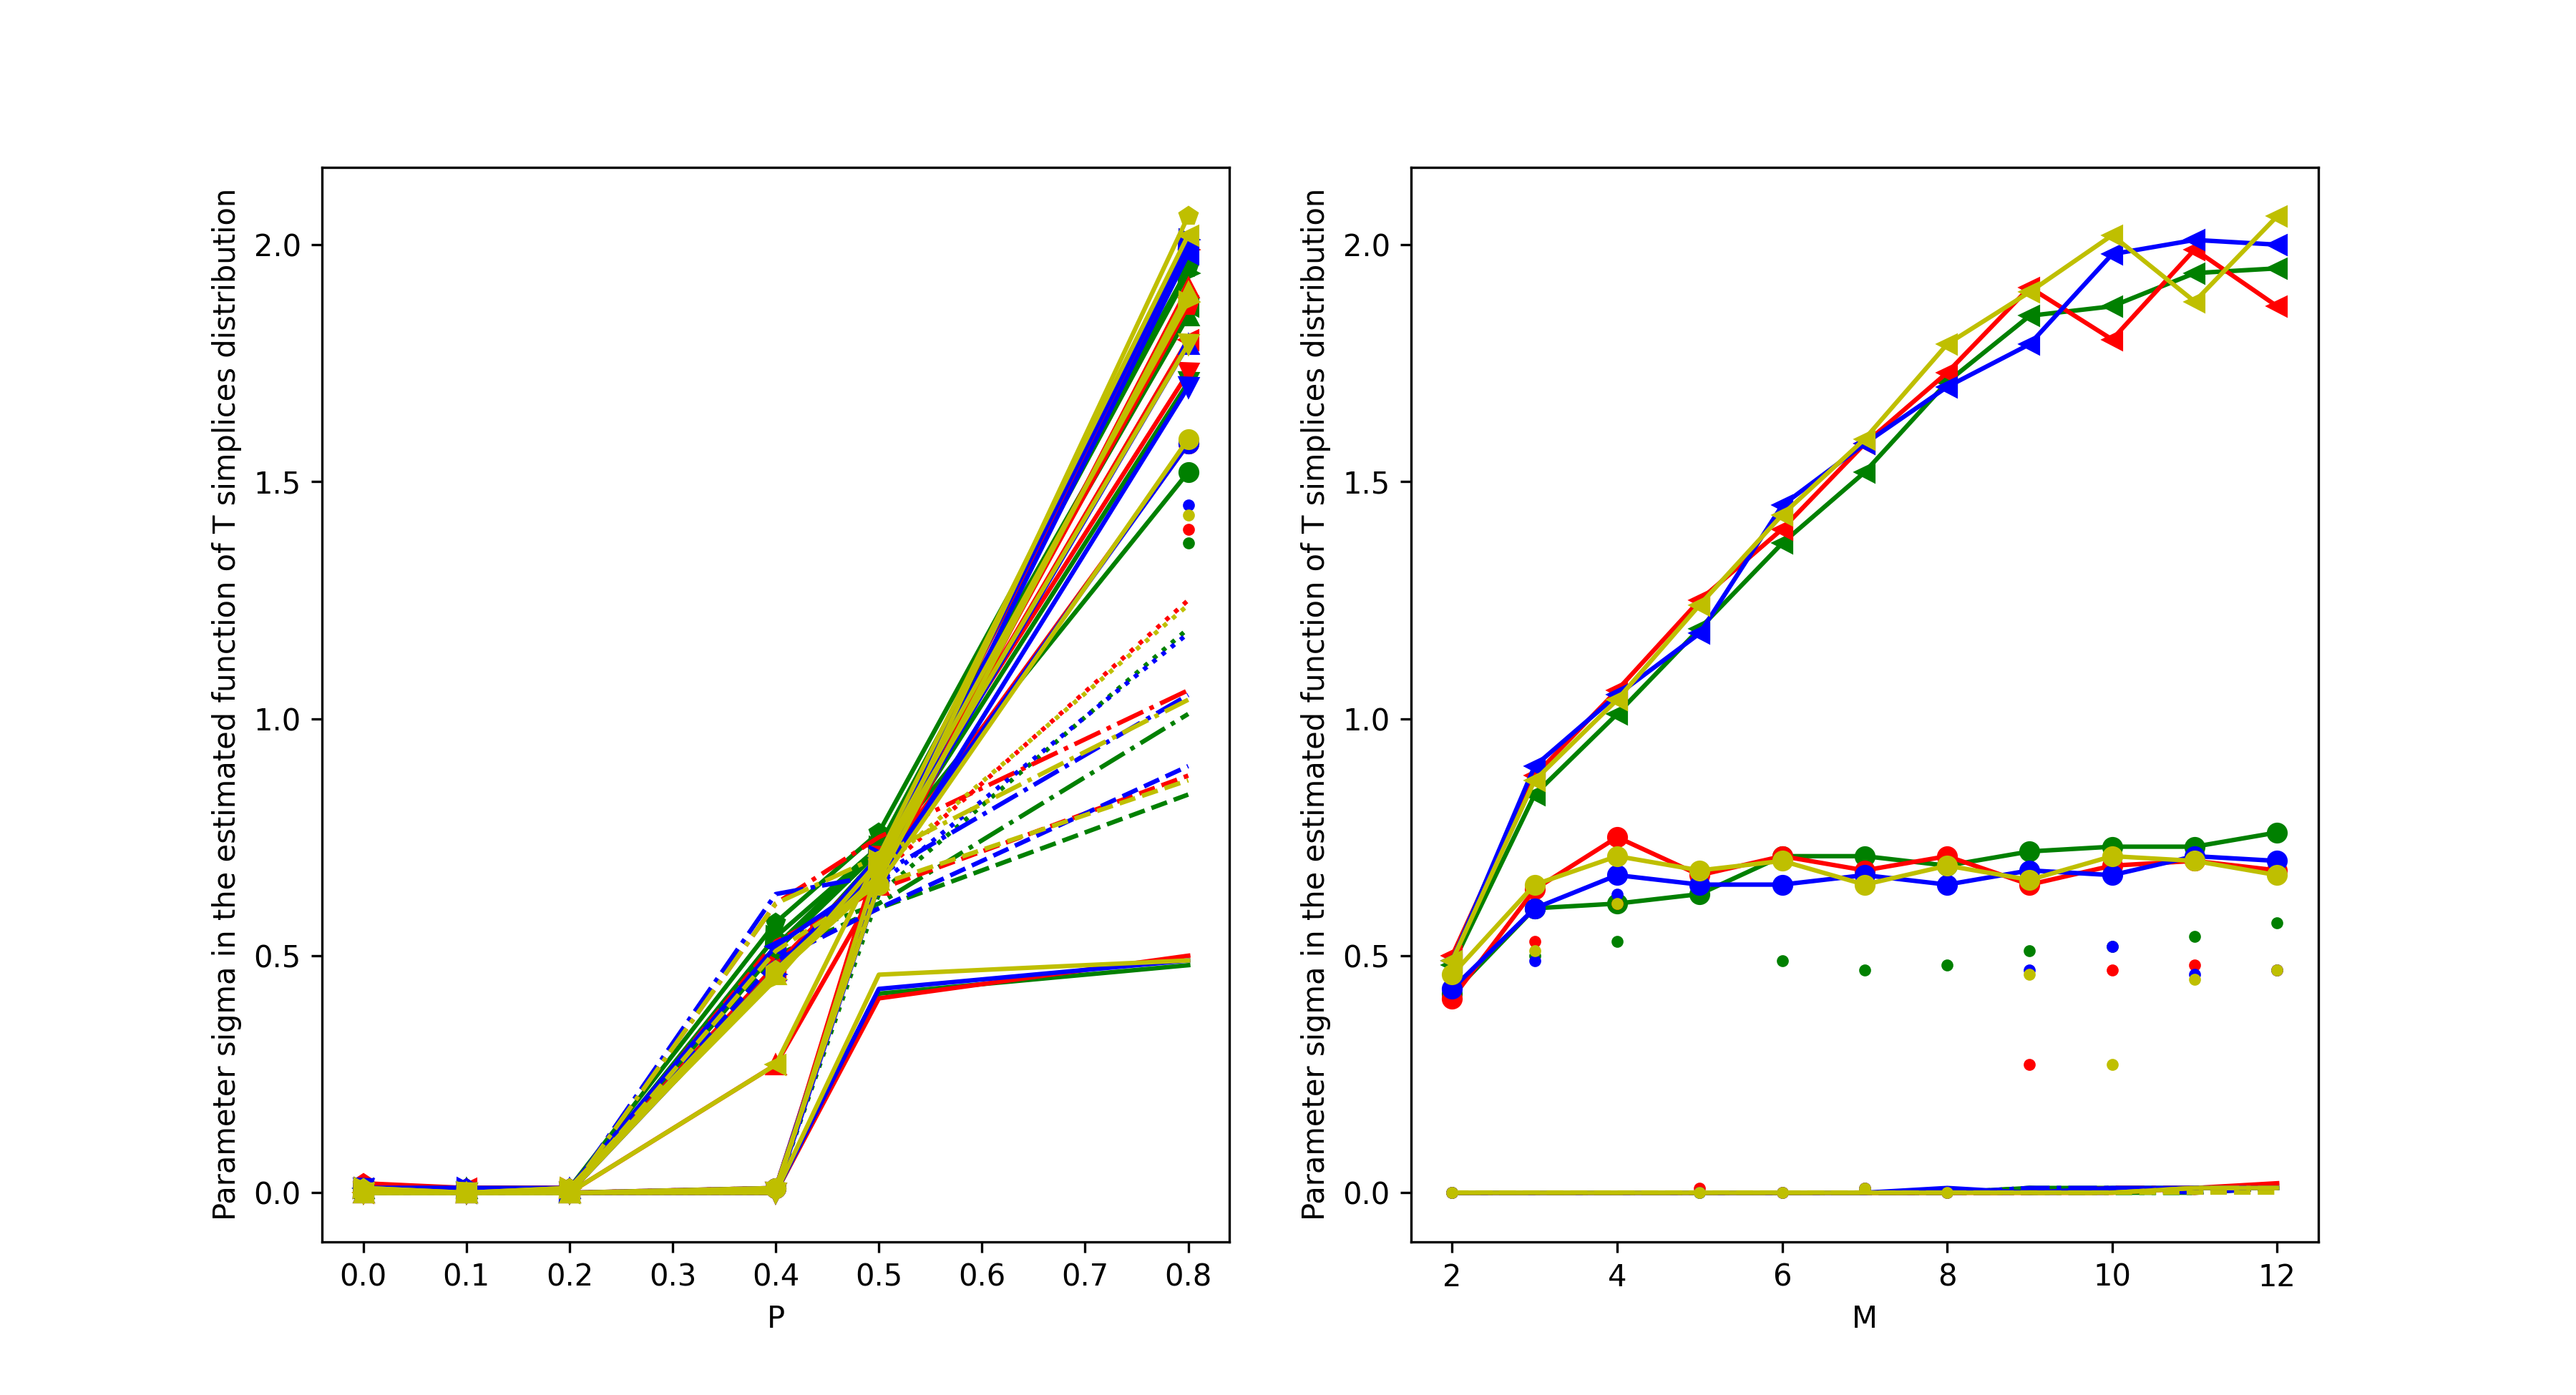 Parameter sigma in the estimated function of T simplices distribution
2.0
1.5
1.0
0.5
0.0
0.0 0.1 0.2 0.3 0.4 0.5 0.6 0.7 0.8
P
Parameter sigma in the estimated function of T simplices distribution
2.0
1.5
1.0
0.5
0.0
2 4 6 8 10 12
M